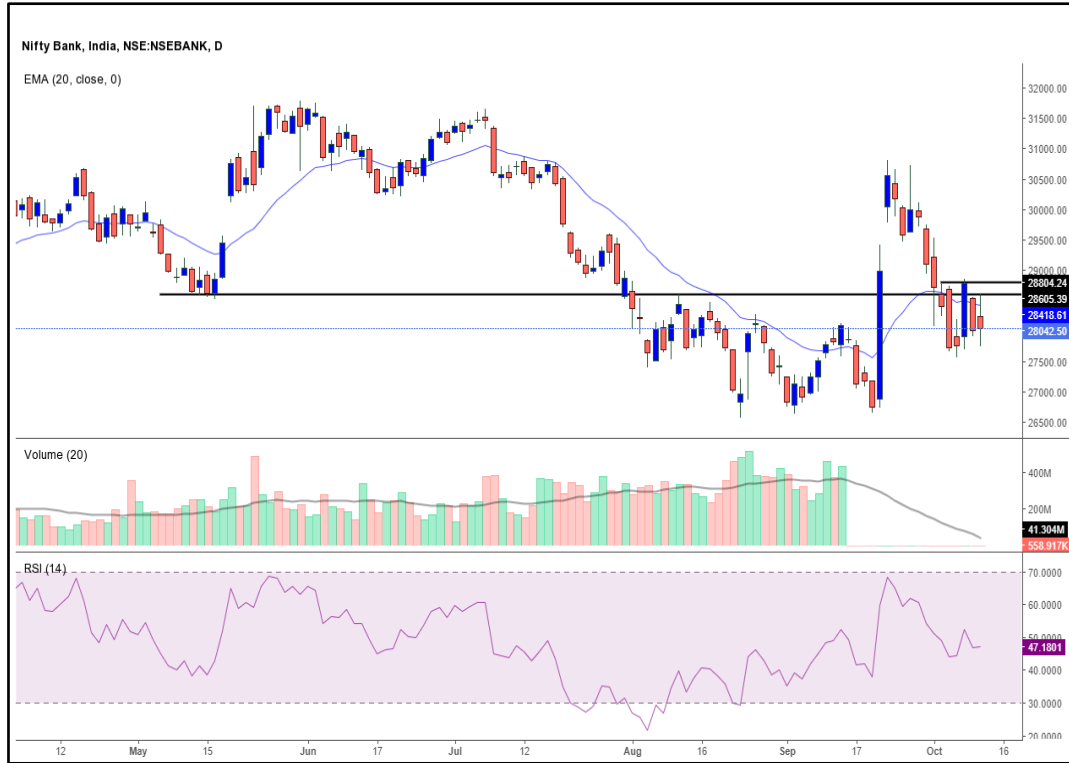 Nifty Bank, India, NSE:NSEBANK, D
EMA (20, close, 0)
32000.00
31500.00
31000.00
30500.00
30000.00
29500.00
29000.00
28804.24
28605.39
28418.61
28042.50
27500.00
27000.00
26500.00
Volume (20)
400M
200M
41.304M
558.917K
RSI (14)
70.0000
60.0000
50.0000
47.1801
40.0000
30.0000
20.0000
12 May 15 Jun 17 Jul 12 Aug 16 Sep 17 Oct 16